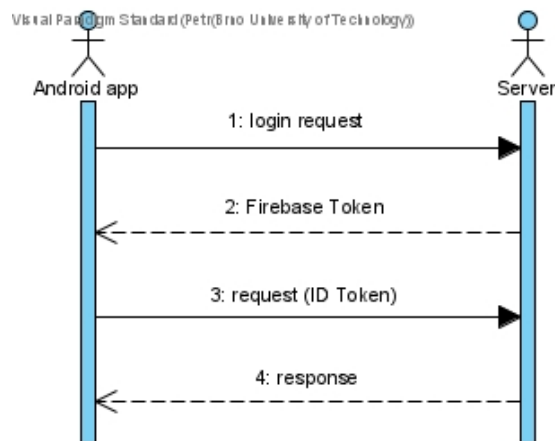 Visual Paradigm Standard (Petr(Brno University of Technology))
Android app
Server
1: login request
2: Firebase Token
3: request (ID Token)
4: response